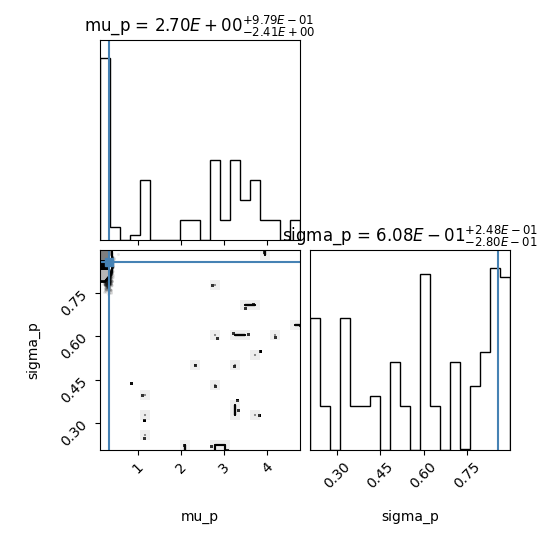 mu_p = 2.70E+00+9.79E−01−2.41E+00
sigma_p = 6.08E−01+2.48E−01−2.80E−01
sigma_p
0.75
0.60
0.45
0.30
1 2 3 4
0.30 0.45 0.60 0.75
mu_p
sigma_p